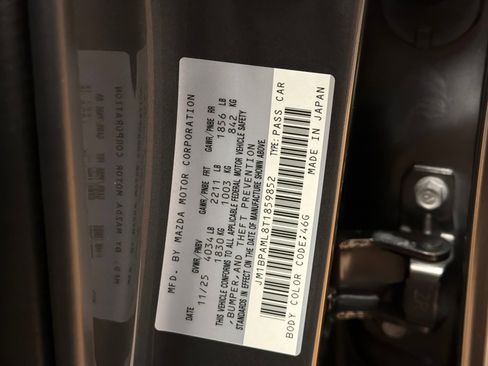 MFD. BY MAZDA MOTOR CORPORATION
DATE GVWR/PNBV GAWR/PNBE FRT GAWR/PNBE RR
11/25 4034 LB 2211 LB 1856 LB
1830 KG 1003 KG 842 KG
THIS VEHICLE CONFORMS TO ALL APPLICABLE FEDERAL MOTOR VEHICLE SAFETY
,BUMPER,AND THEFT PREVENTION
STANDARDS IN EFFECT ON THE DATE OF MANUFACTURE SHOWN ABOVE.
JM1BPAML8T1859852 TYPE: PASS CAR
BODY COLOR CODE:46G MADE IN JAPAN